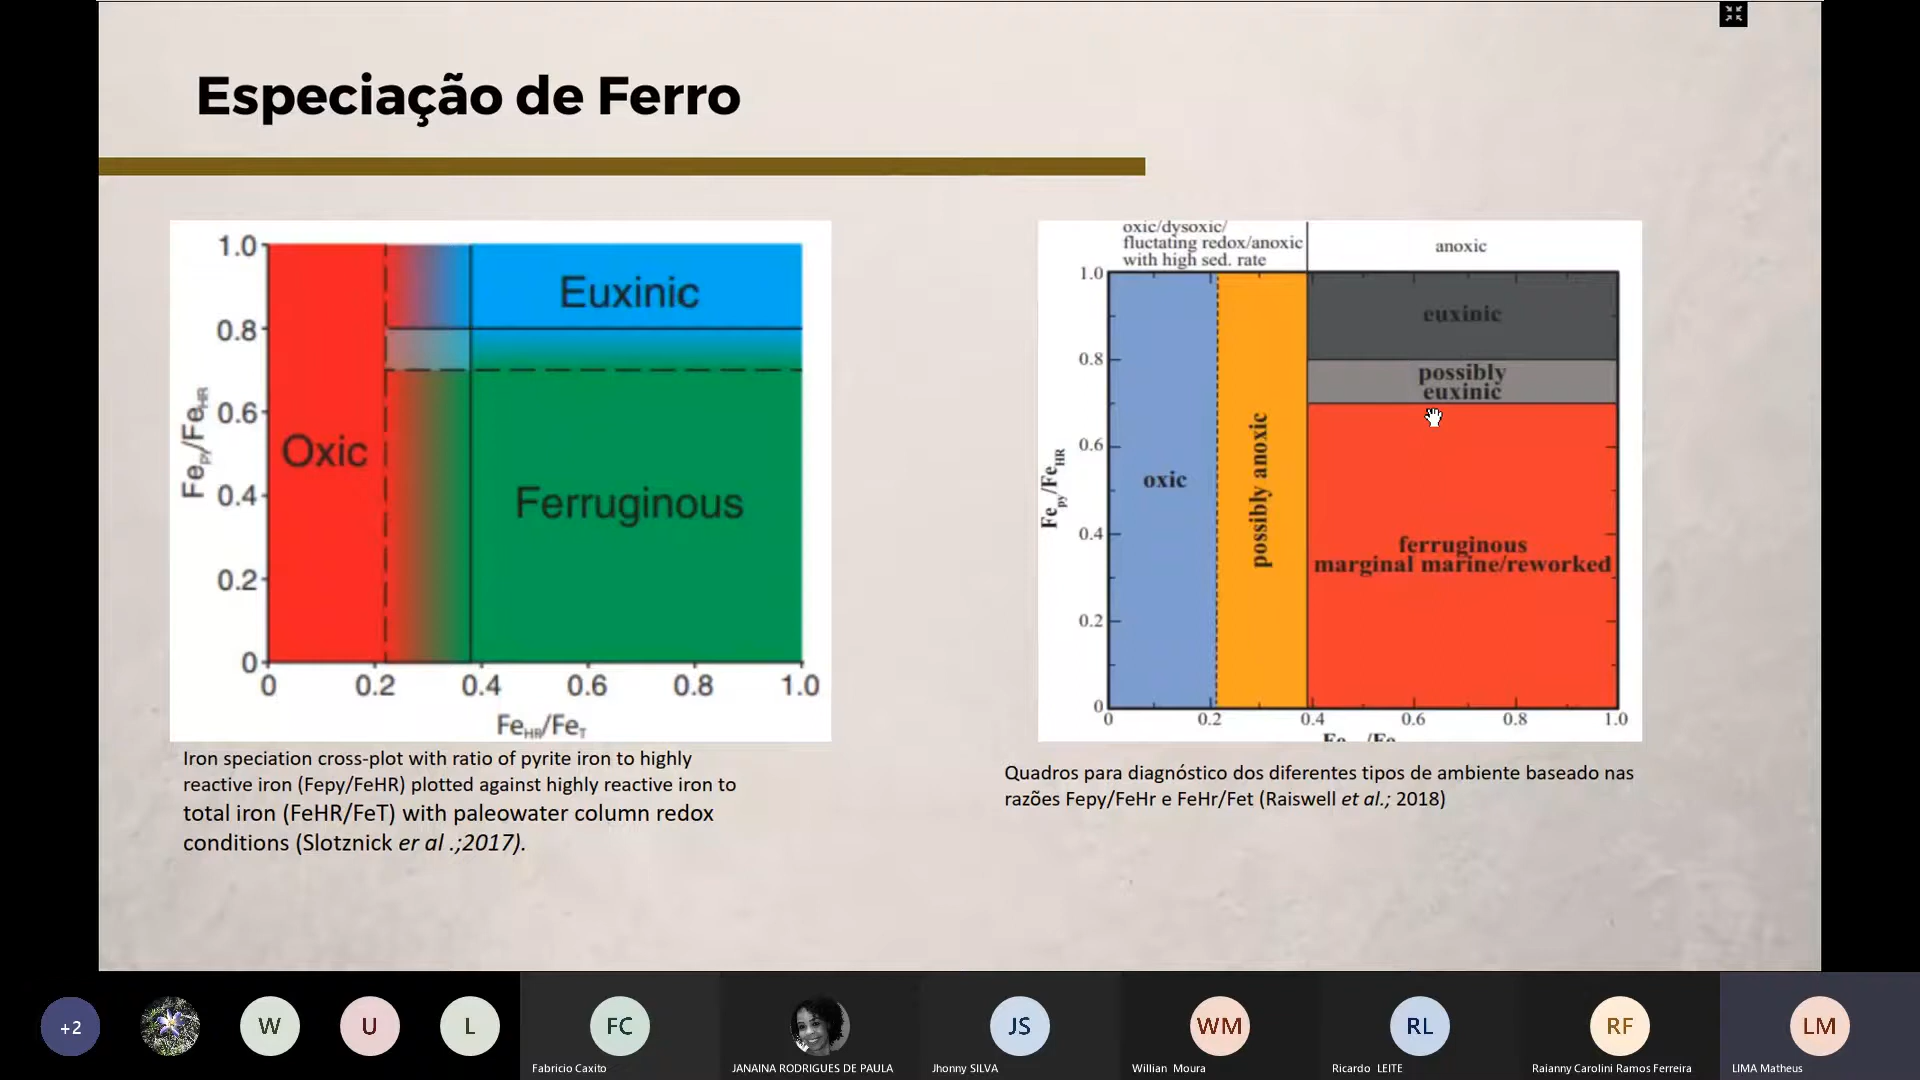 Especiação de Ferro
1.0
0.8
0.6
0.4
0.2
0
Fepy/FeHR
Oxic
Euxinic
Ferruginous
0 0.2 0.4 0.6 0.8 1.0
FeHR/FeT
Iron speciation cross-plot with ratio of pyrite iron to highly
reactive iron (Fepy/FeHR) plotted against highly reactive iron to
total iron (FeHR/FeT) with paleowater column redox
conditions (Slotznick er al .;2017).
oxic/dysoxic/
fluctating redox/anoxic
with high sed. rate
anoxic
1.0
0.8
0.6
0.4
0.2
0
Fepy/FeHR
oxic
possibly anoxic
euxinic
possibly
euxinic
ferruginous
marginal marine/reworked
0 0.2 0.4 0.6 0.8 1.0
Quadros para diagnóstico dos diferentes tipos de ambiente baseado nas
razões Fepy/FeHr e FeHr/Fet (Raiswell et al.; 2018)
+2
W
U
L
FC
JS
WM
RL
RF
LM
Fabricio Caxito
JANAINA RODRIGUES DE PAULA
Jhonny SILVA
Willian Moura
Ricardo LEITE
Raianny Carolini Ramos Ferreira
LIMA Matheus